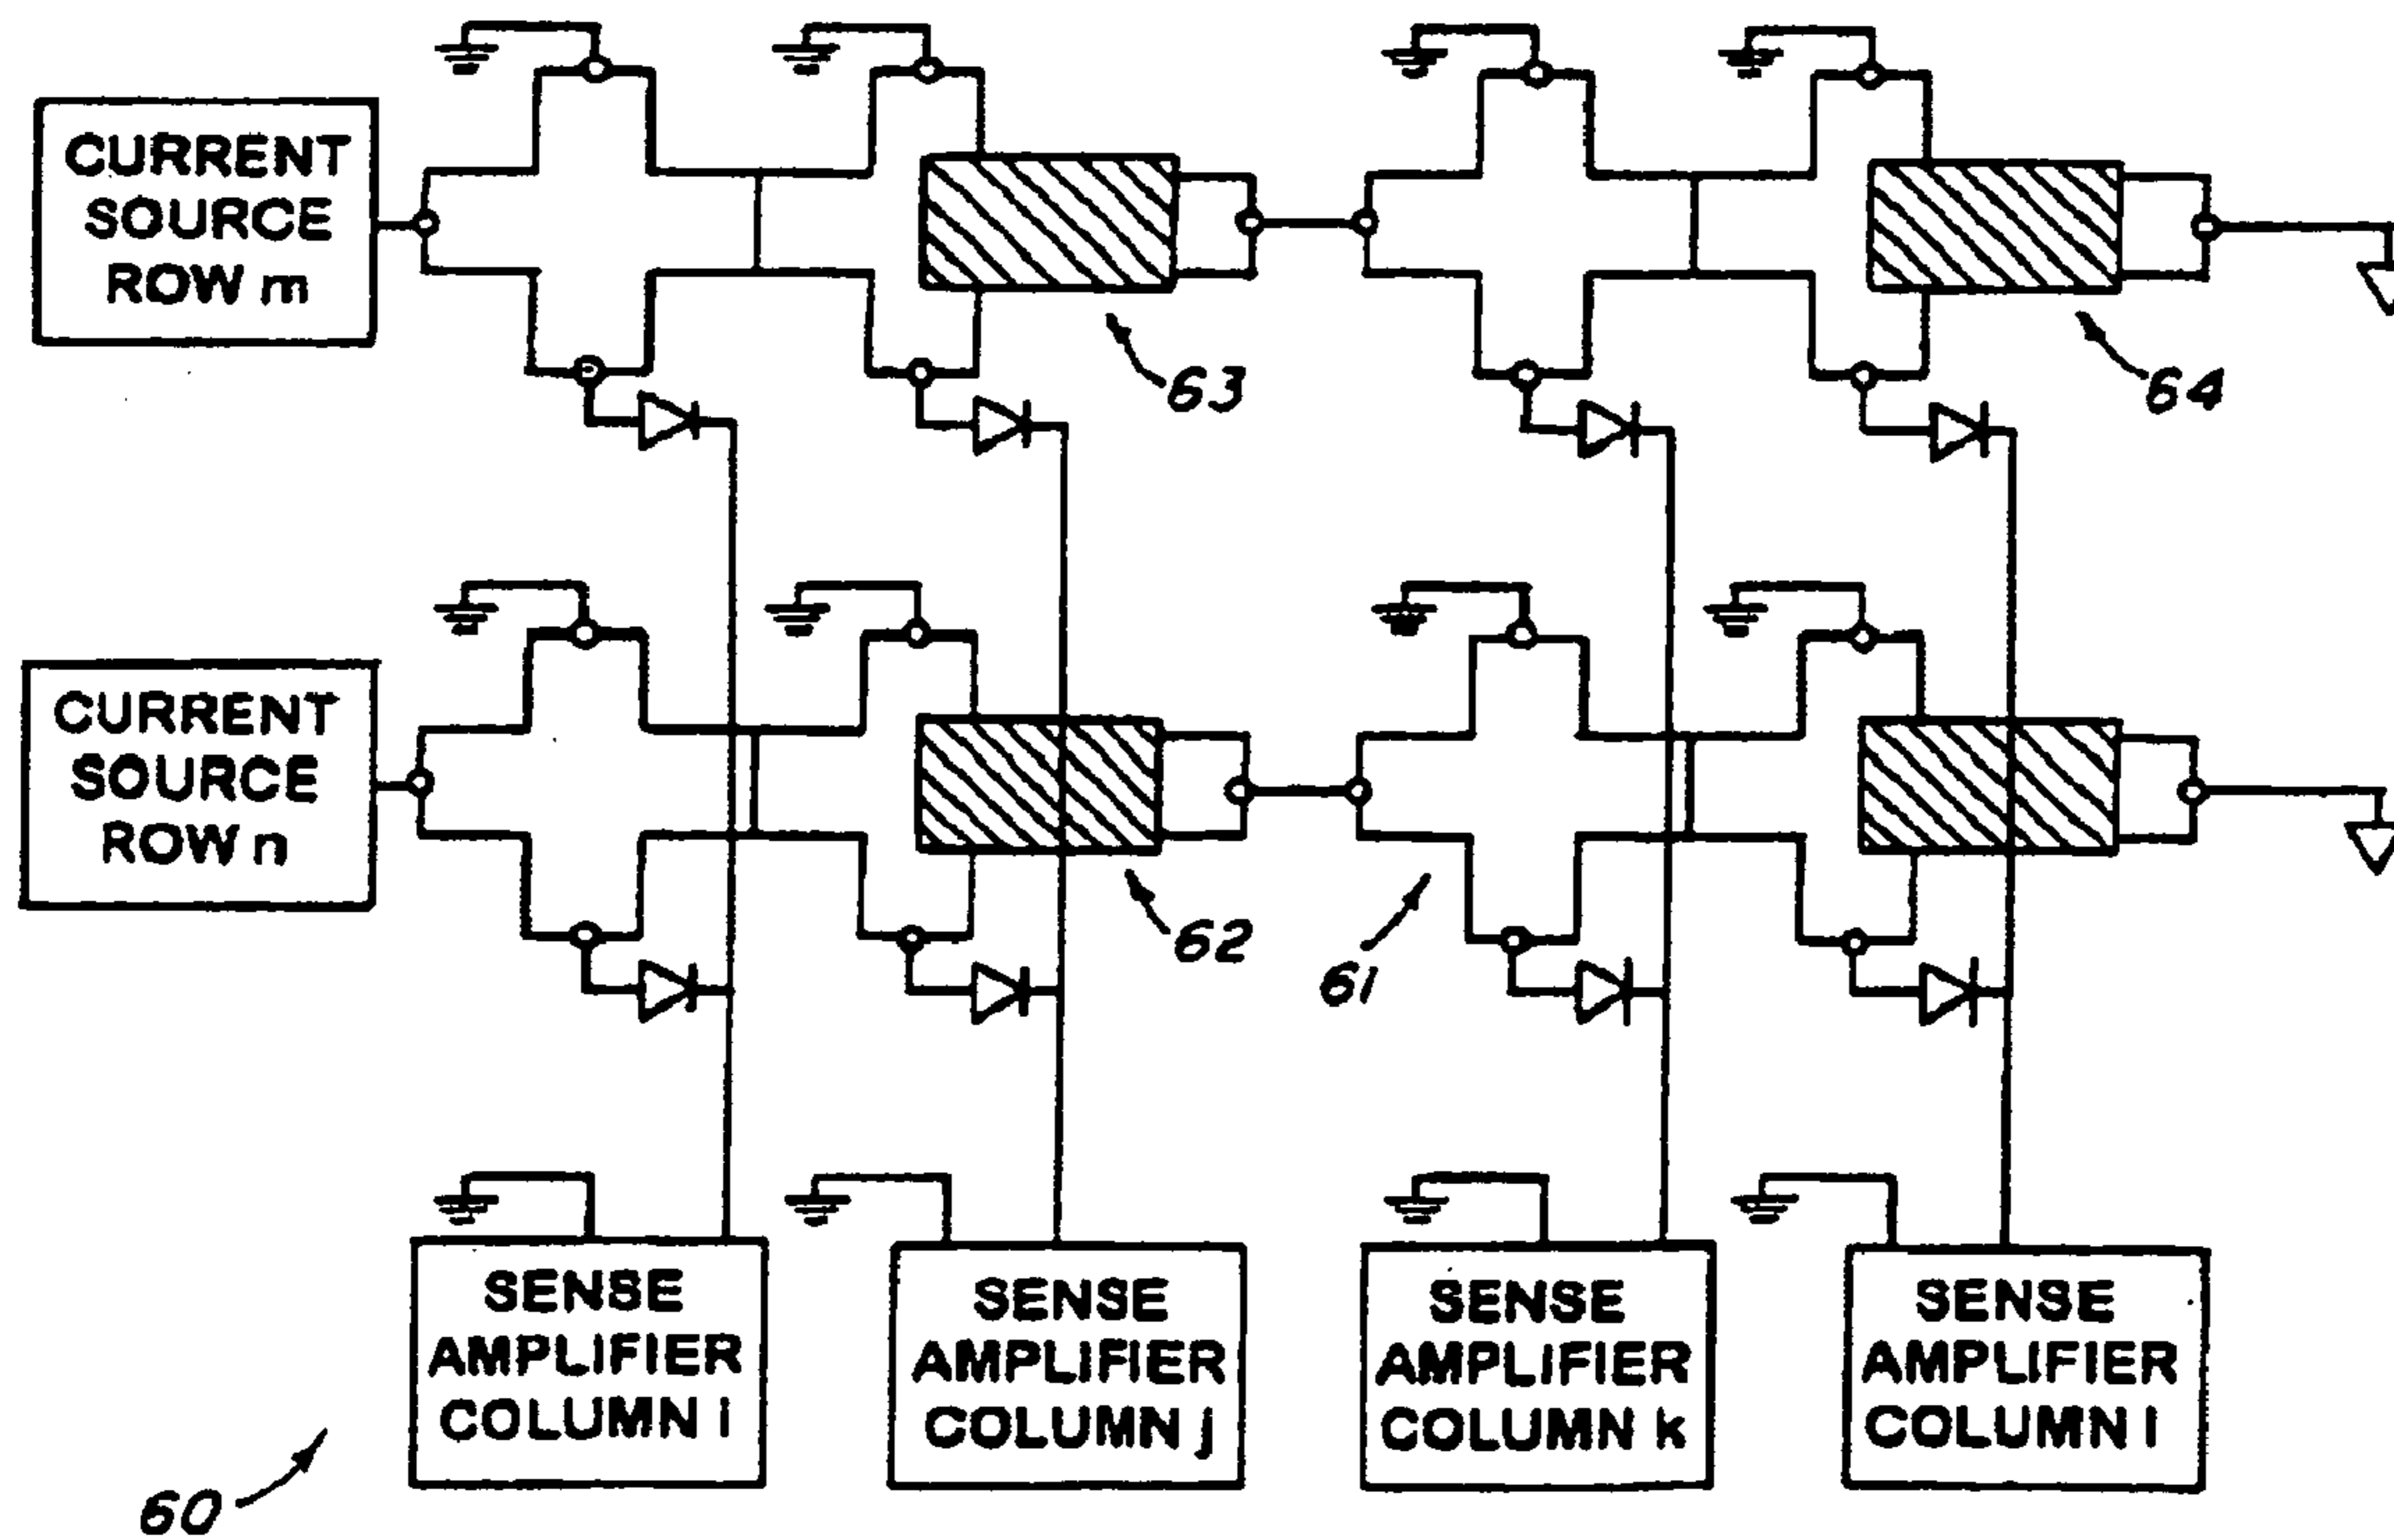 CURRENT
SOURCE
ROW m
63
64
CURRENT
SOURCE
ROW n
62
61
SENSE
AMPLIFIER
COLUMN i
SENSE
AMPLIFIER
COLUMN j
SENSE
AMPLIFIER
COLUMN k
SENSE
AMPLIFIER
COLUMN l
60